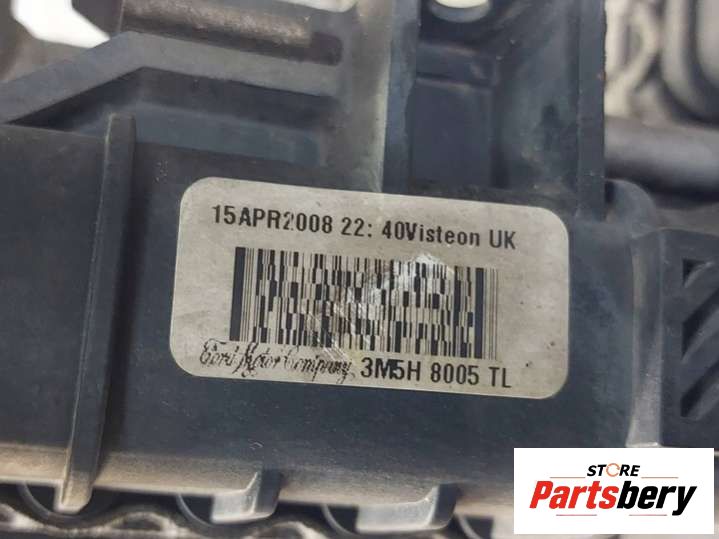 15APR2008 22: 40Visteon UK
Ford Motor Company, 3M5H 8005 TL
STORE
Partsbery